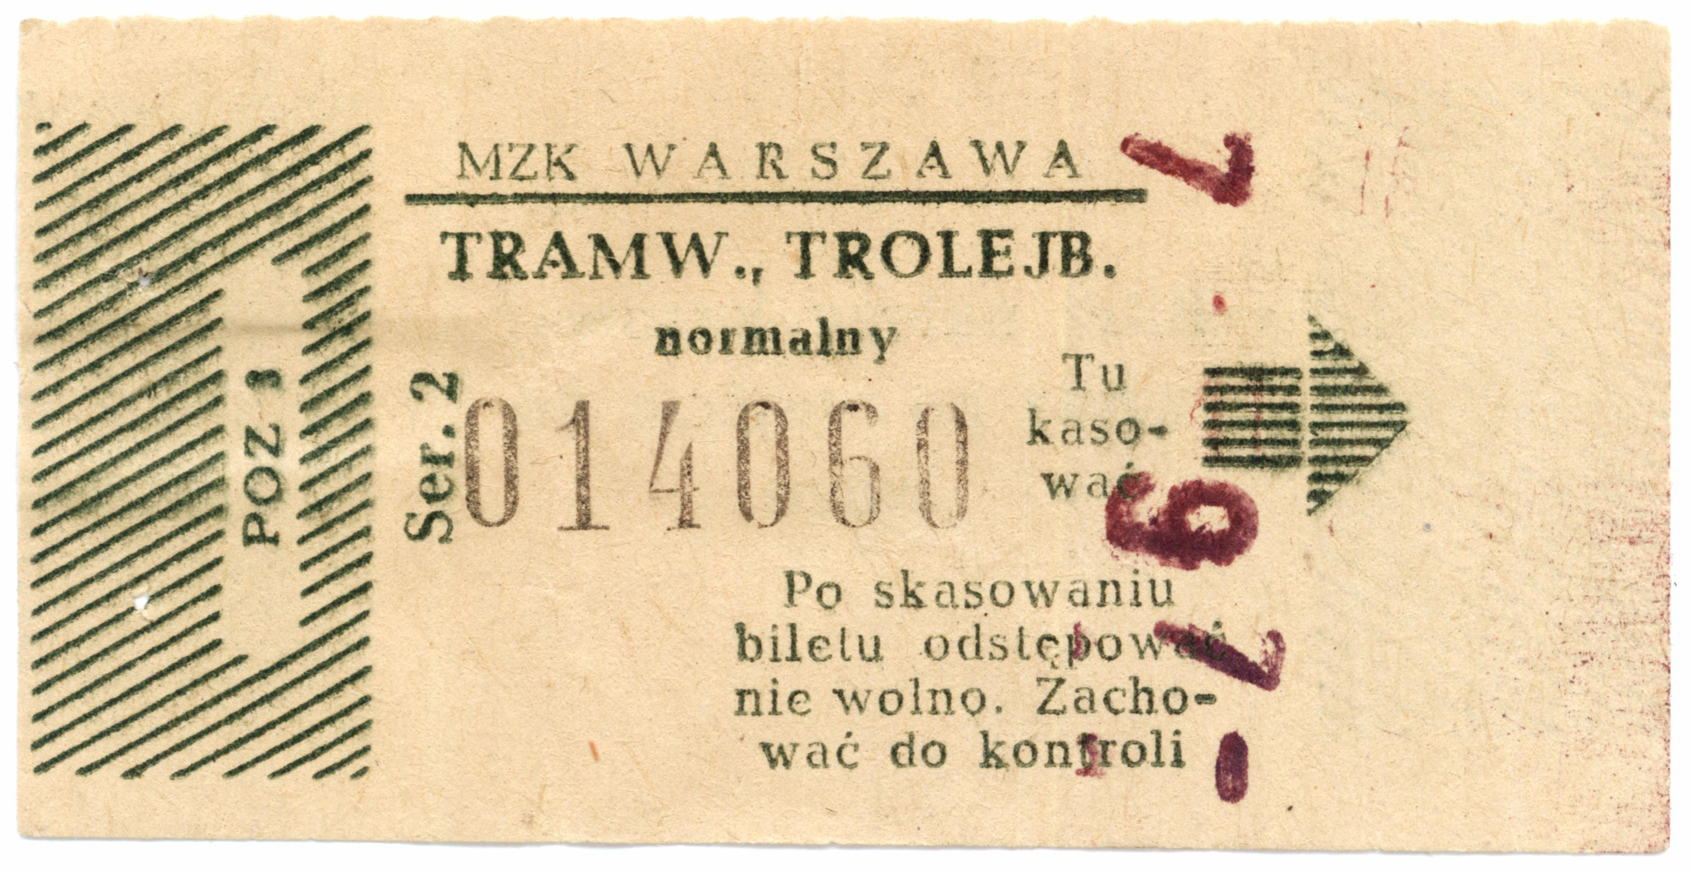 MZK WARSZAWA
TRAMW., TROLEJB.
normalny
POZ 8
Ser. 2
014060
Tu
kaso-
wać
Po skasowaniu
biletu odstępować
nie wolno. Zacho-
wać do kontroli